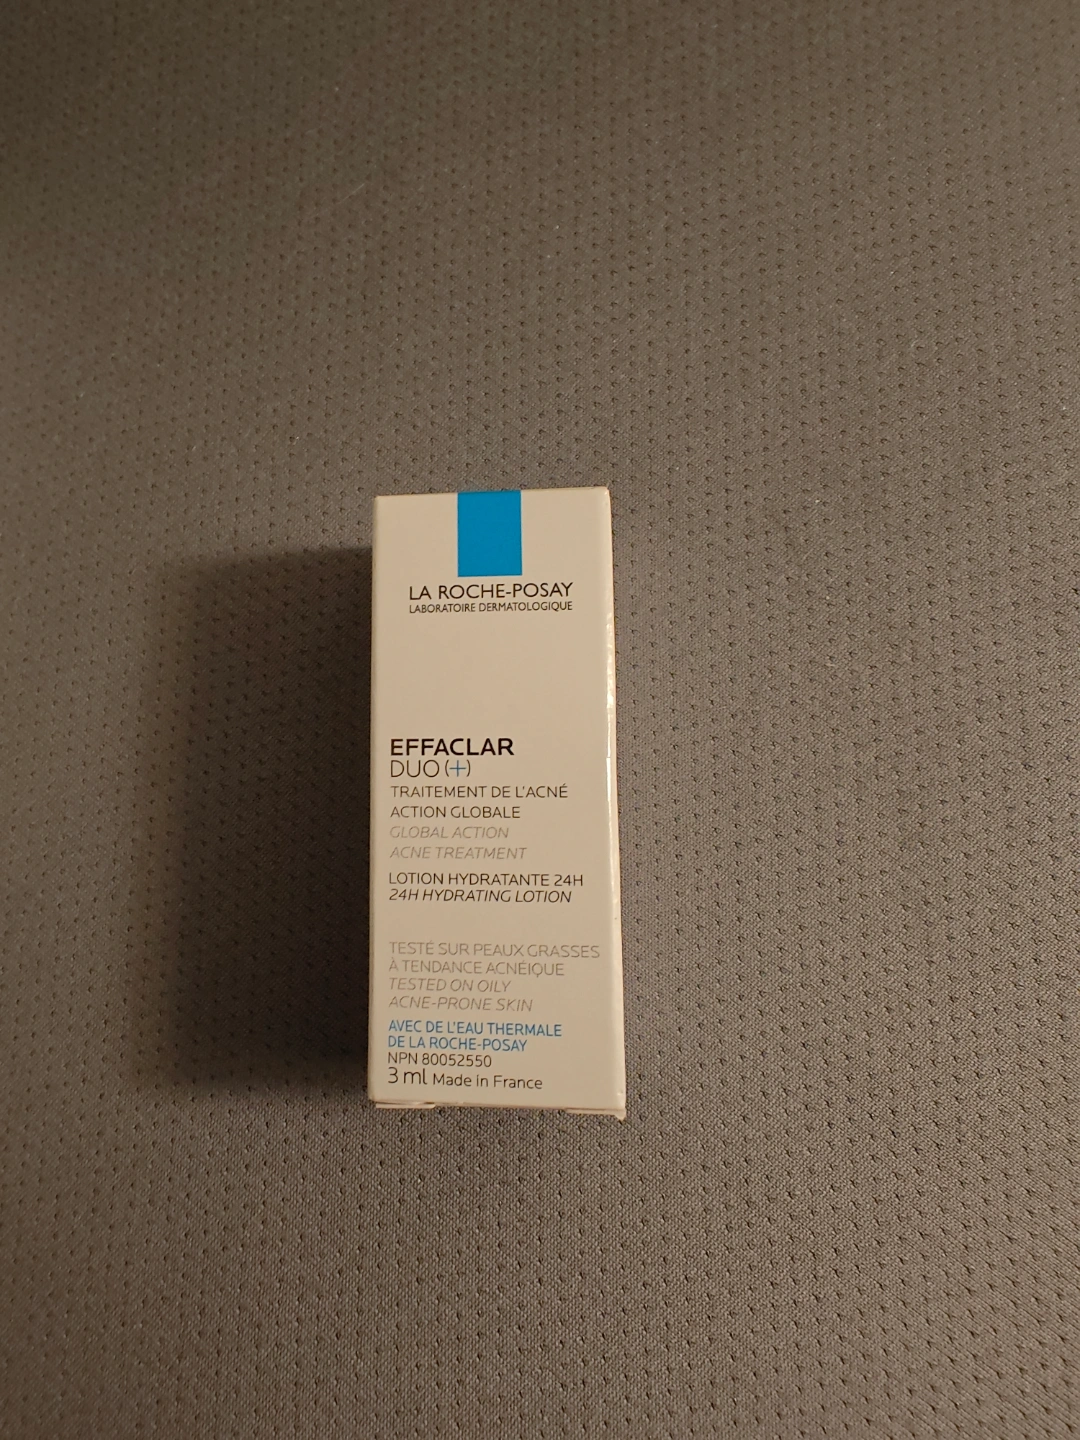 LA ROCHE-POSAY
LABORATOIRE DERMATOLOGIQUE
EFFACLAR
DUO (+)
TRAITEMENT DE L'ACNÉ
ACTION GLOBALE
GLOBAL ACTION
ACNE TREATMENT
LOTION HYDRATANTE 24H
24H HYDRATING LOTION
TESTÉ SUR PEAUX GRASSES
À TENDANCE ACNÉIQUE
TESTED ON OILY
ACNE-PRONE SKIN
AVEC DE L'EAU THERMALE
DE LA ROCHE-POSAY
NPN 80052550
3 ml Made in France